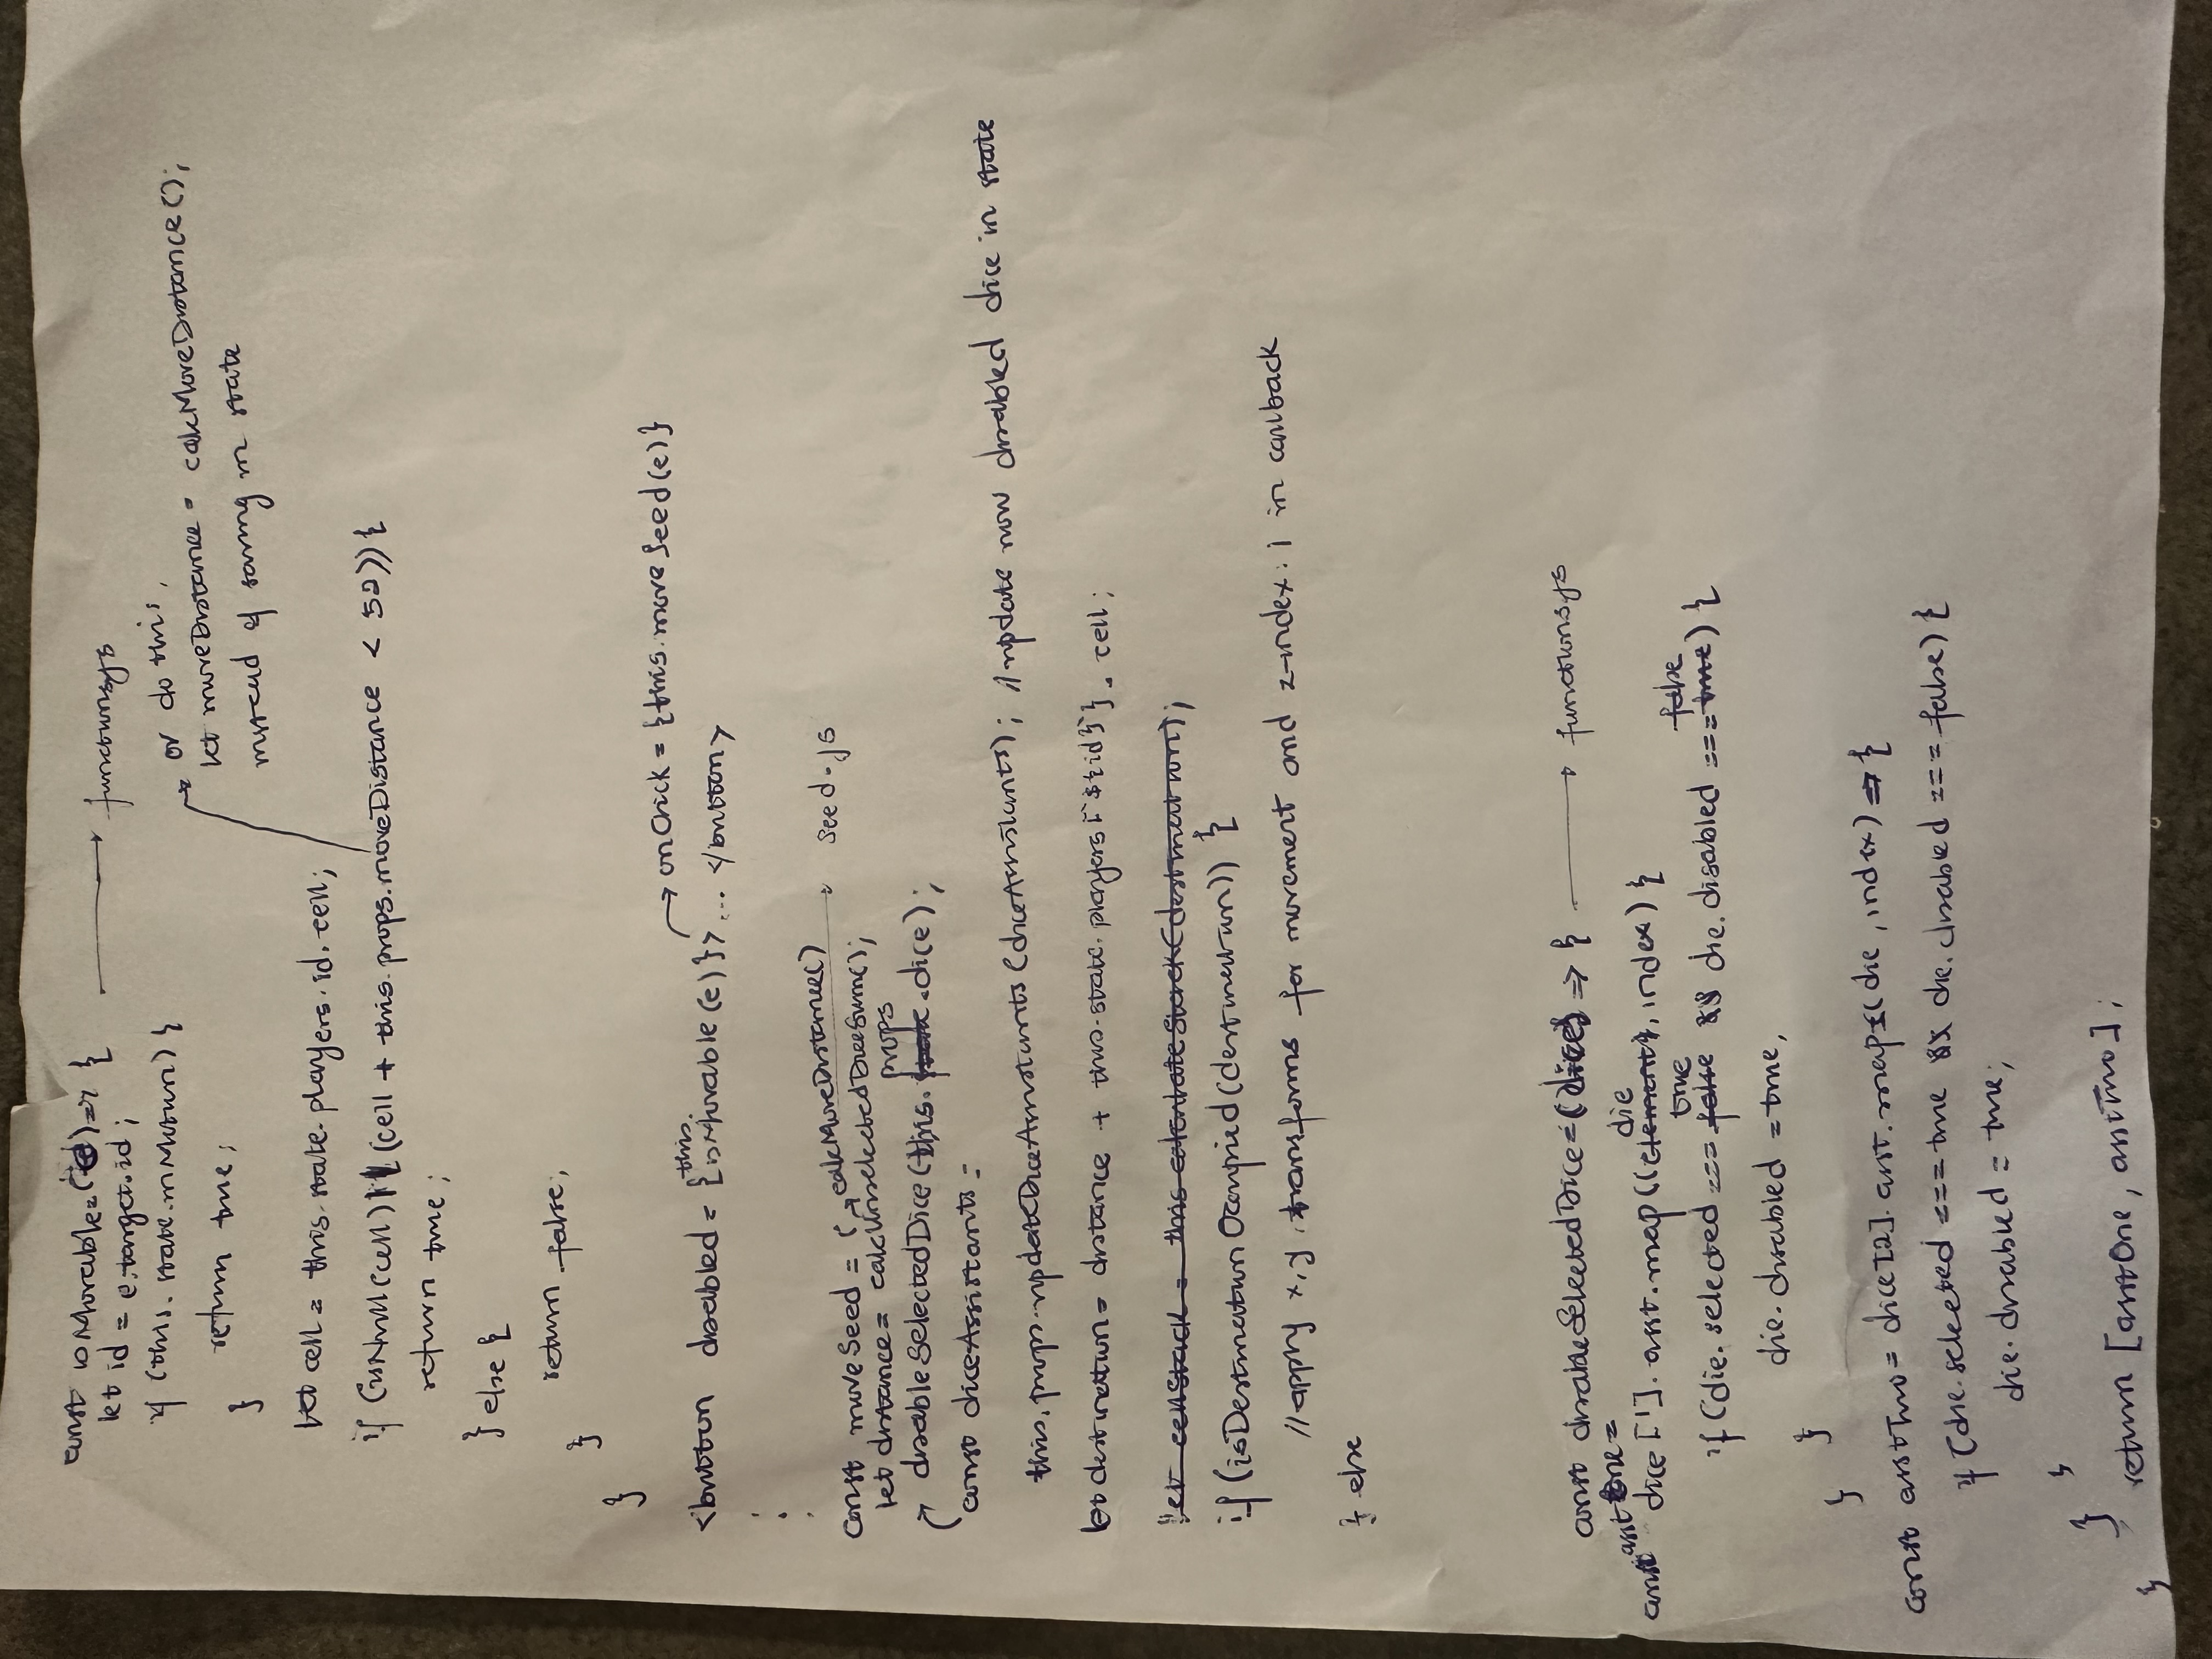 const isMovable = (e) => { → functions.js
let id = e.target.id;
if (this.state.inMotion) {
return true;
}
or do this,
let moveDistance = calcMoveDistance();
instead of saving in state
let cell = this.state.players.id.cell;
if (isNull(cell) || (cell + this.props.moveDistance < 52)) {
return true;
} else {
return false;
}
}
→ onClick = {this.moveSeed(e)}
<button disabled = {this.isMovable(e)}> ... </button>
.
.
.
const moveSeed = ( → calcMoveDistance() → seed.js
let distance = calcUnselectedDiceSum();
disableSelectedDice(this.props.dice);
const diceAssistants =
this.props.updateDiceAssistants(diceAssistants); //update now disabled dice in state
let destination = distance + this.state.players[`${id}`}.cell;
let cellStack = this.calculateStack(destination);
if (isDestinationOccupied(destination)) {
//apply x, y, transforms for movement and z-index: 1 in callback
} else
const disableSelectedDice = (dice) => { → functions.js
const asstOne =
dice[1].asst.map((die, index) {
if (die.selected === true && die.disabled === false) {
die.disabled = true,
}
}
const asstTwo = dice[2].asst.map((die, index) => {
if (die.selected === true && die.disabled === false) {
die.disabled = true;
}
}
return [asstOne, asstTwo];
}